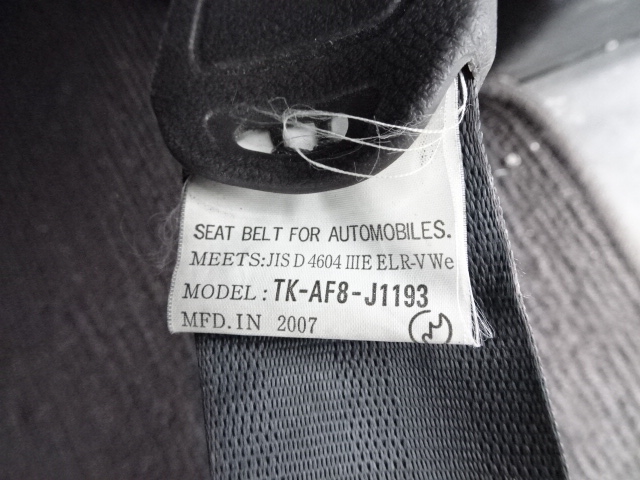 SEAT BELT FOR AUTOMOBILES.
MEETS:JIS D 4604 IIIE ELR-V We
MODEL : TK-AF8-J1193
MFD.IN 2007